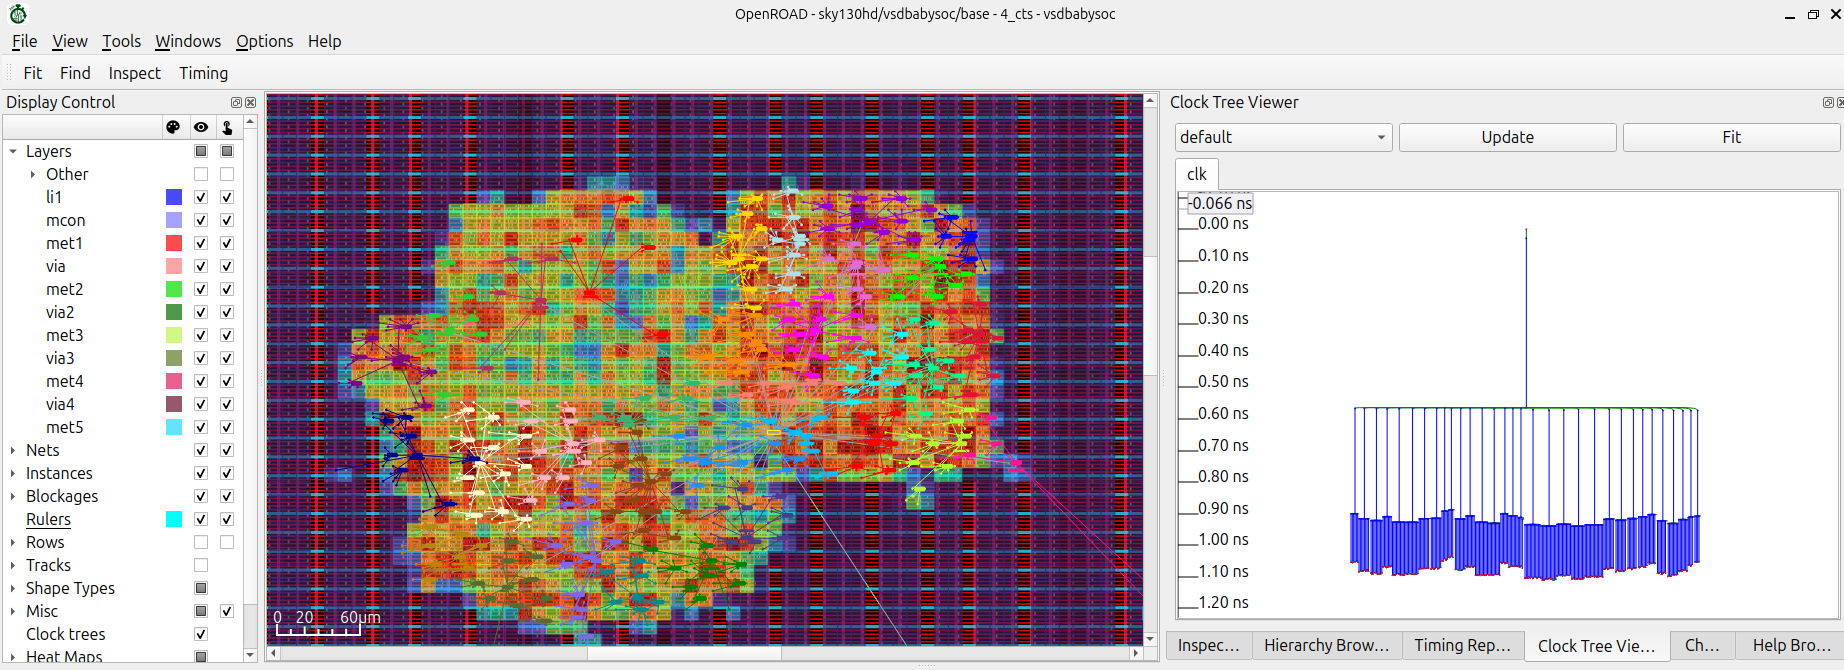 OpenROAD - sky130hd/vsdbabysoc/base - 4_cts - vsdbabysoc
File View Tools Windows Options Help
Fit Find Inspect Timing
Display Control
Layers
Other
li1
mcon
met1
via
met2
via2
met3
via3
met4
via4
met5
Nets
Instances
Blockages
Rulers
Rows
Tracks
Shape Types
Misc
Clock trees
Heat Maps
0 20 60µm
Clock Tree Viewer
default Update Fit
clk
-0.066 ns
0.00 ns
0.10 ns
0.20 ns
0.30 ns
0.40 ns
0.50 ns
0.60 ns
0.70 ns
0.80 ns
0.90 ns
1.00 ns
1.10 ns
1.20 ns
Inspec... Hierarchy Brow... Timing Rep... Clock Tree Vie... Ch... Help Bro...